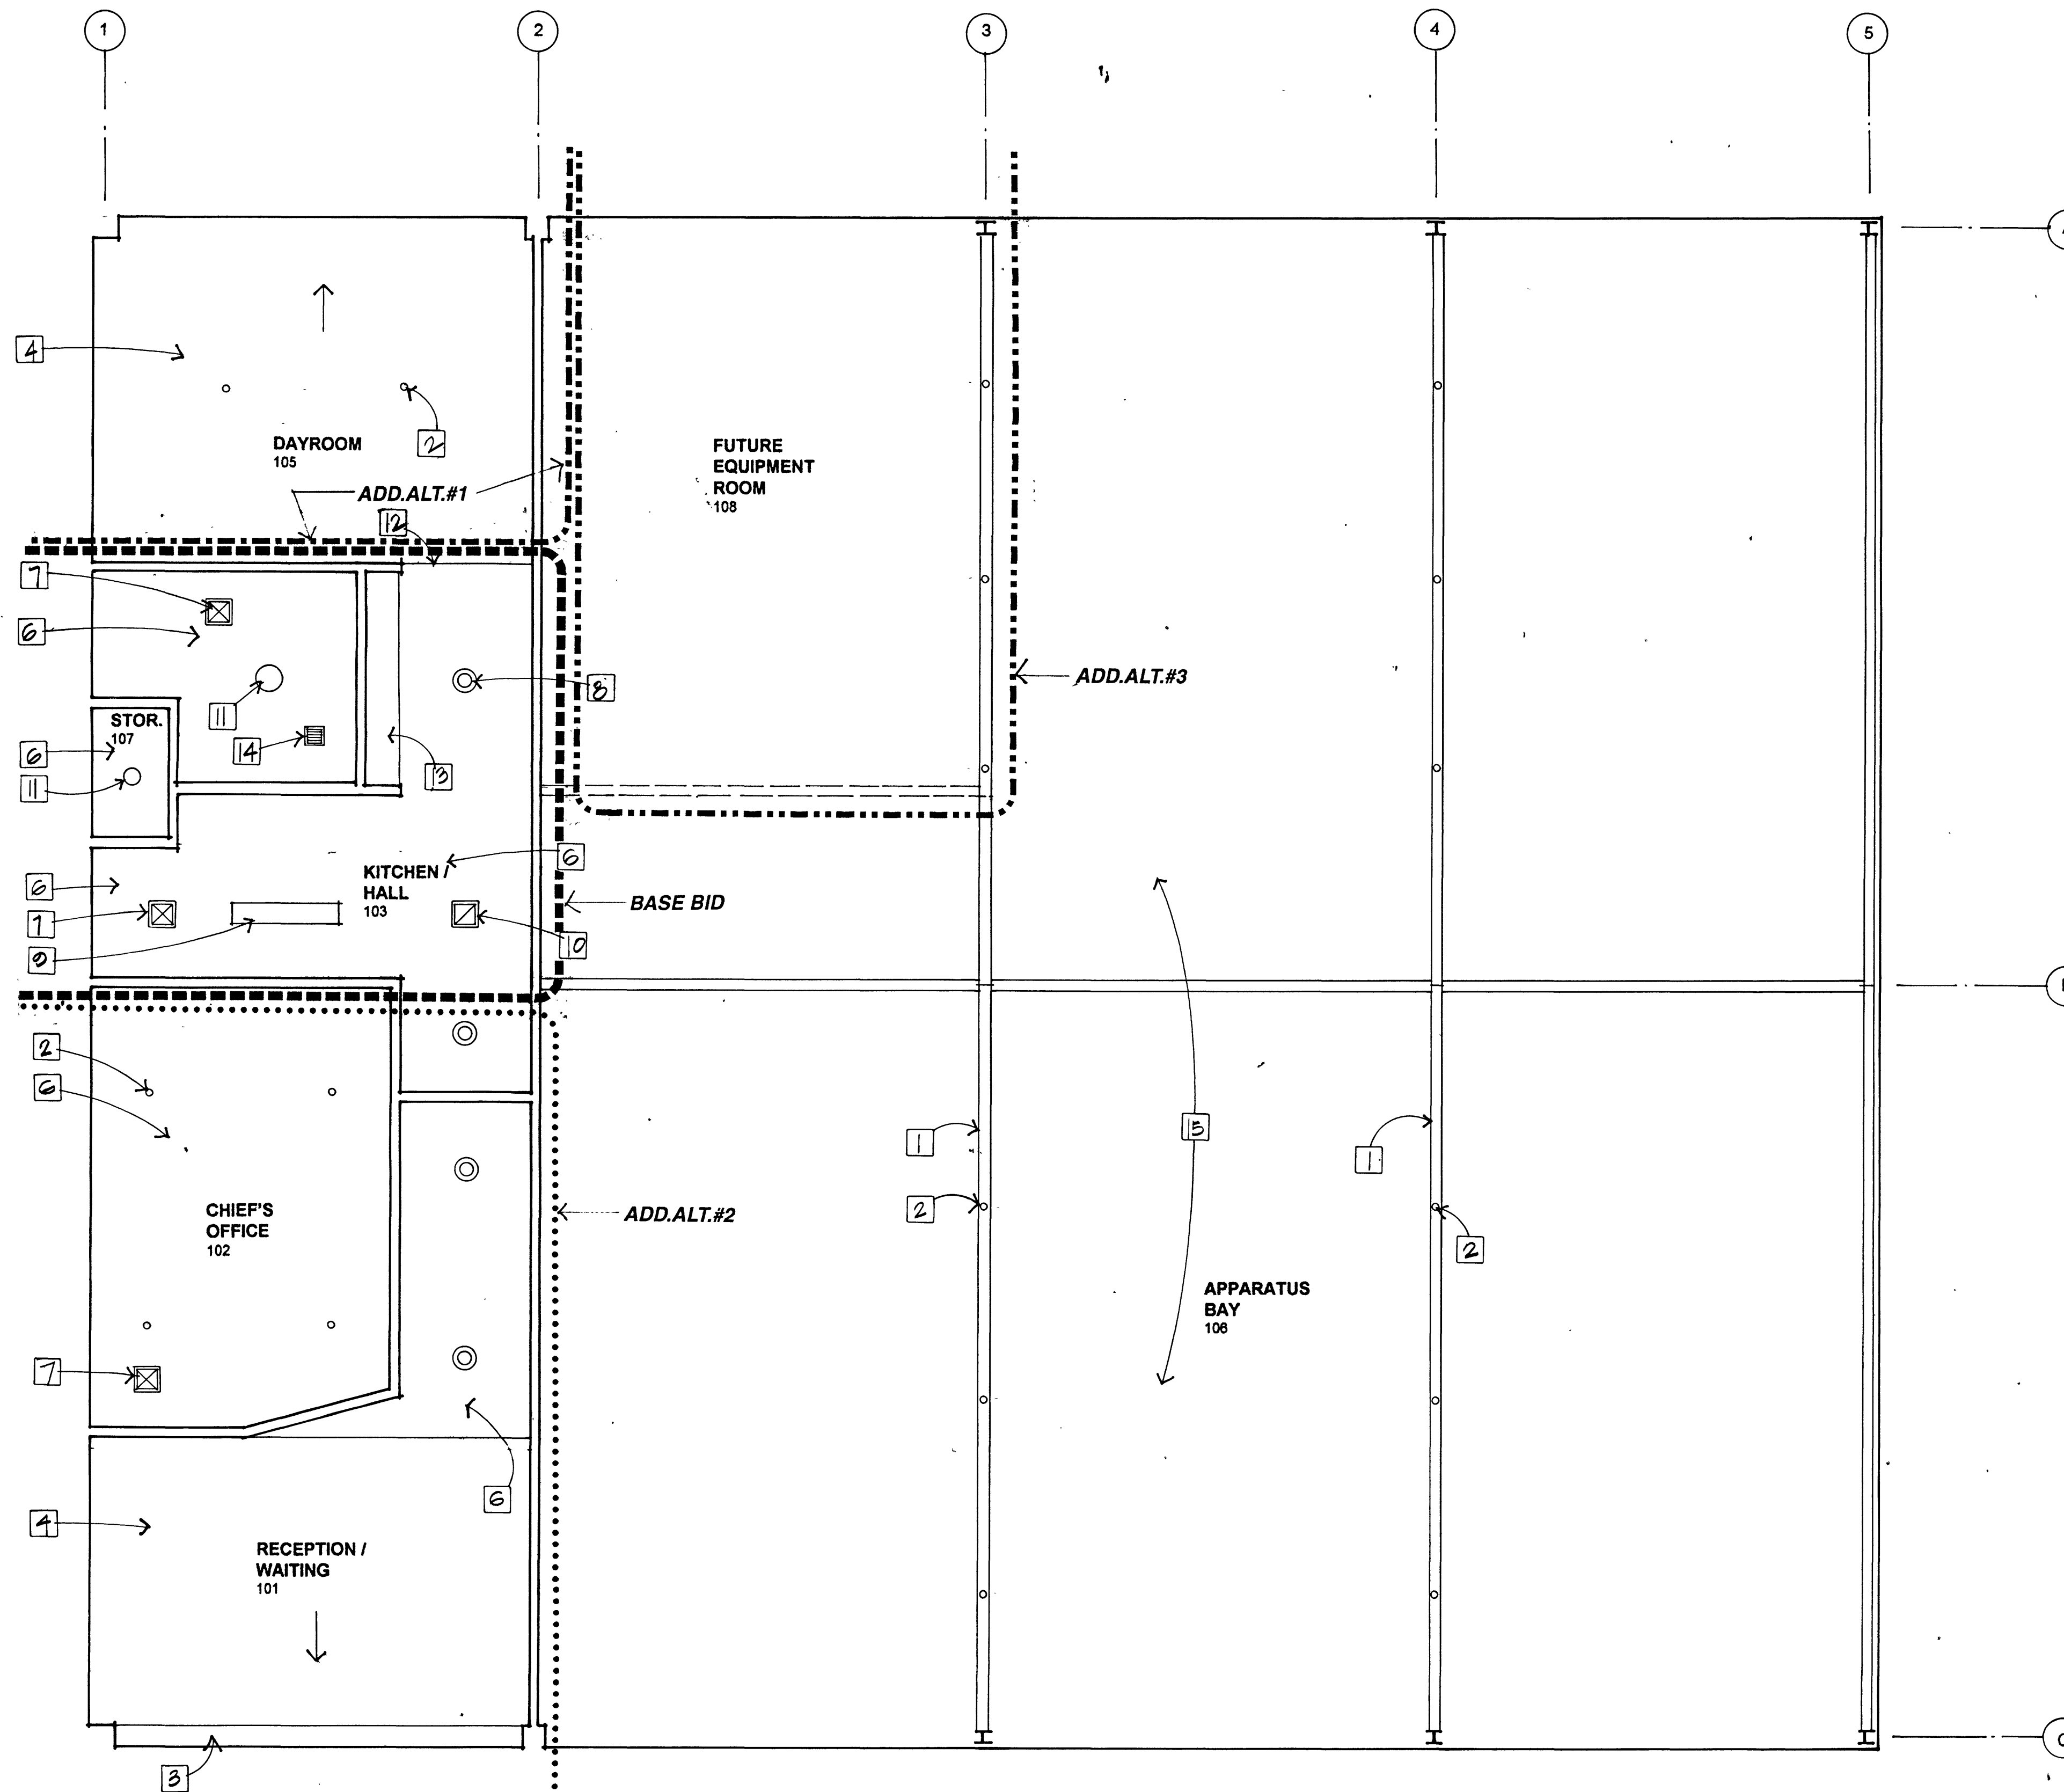 1
2
3
4
5
A
4
2
DAYROOM
105
ADD.ALT.#1
12
FUTURE
EQUIPMENT
ROOM
108
7
6
8
ADD.ALT.#3
11
STOR.
107
14
6
13
11
6
KITCHEN /
HALL
103
6
7
BASE BID
9
10
2
6
1
15
1
CHIEF'S
OFFICE
102
ADD.ALT.#2
2
2
APPARATUS
BAY
106
7
6
4
RECEPTION /
WAITING
101
3
C